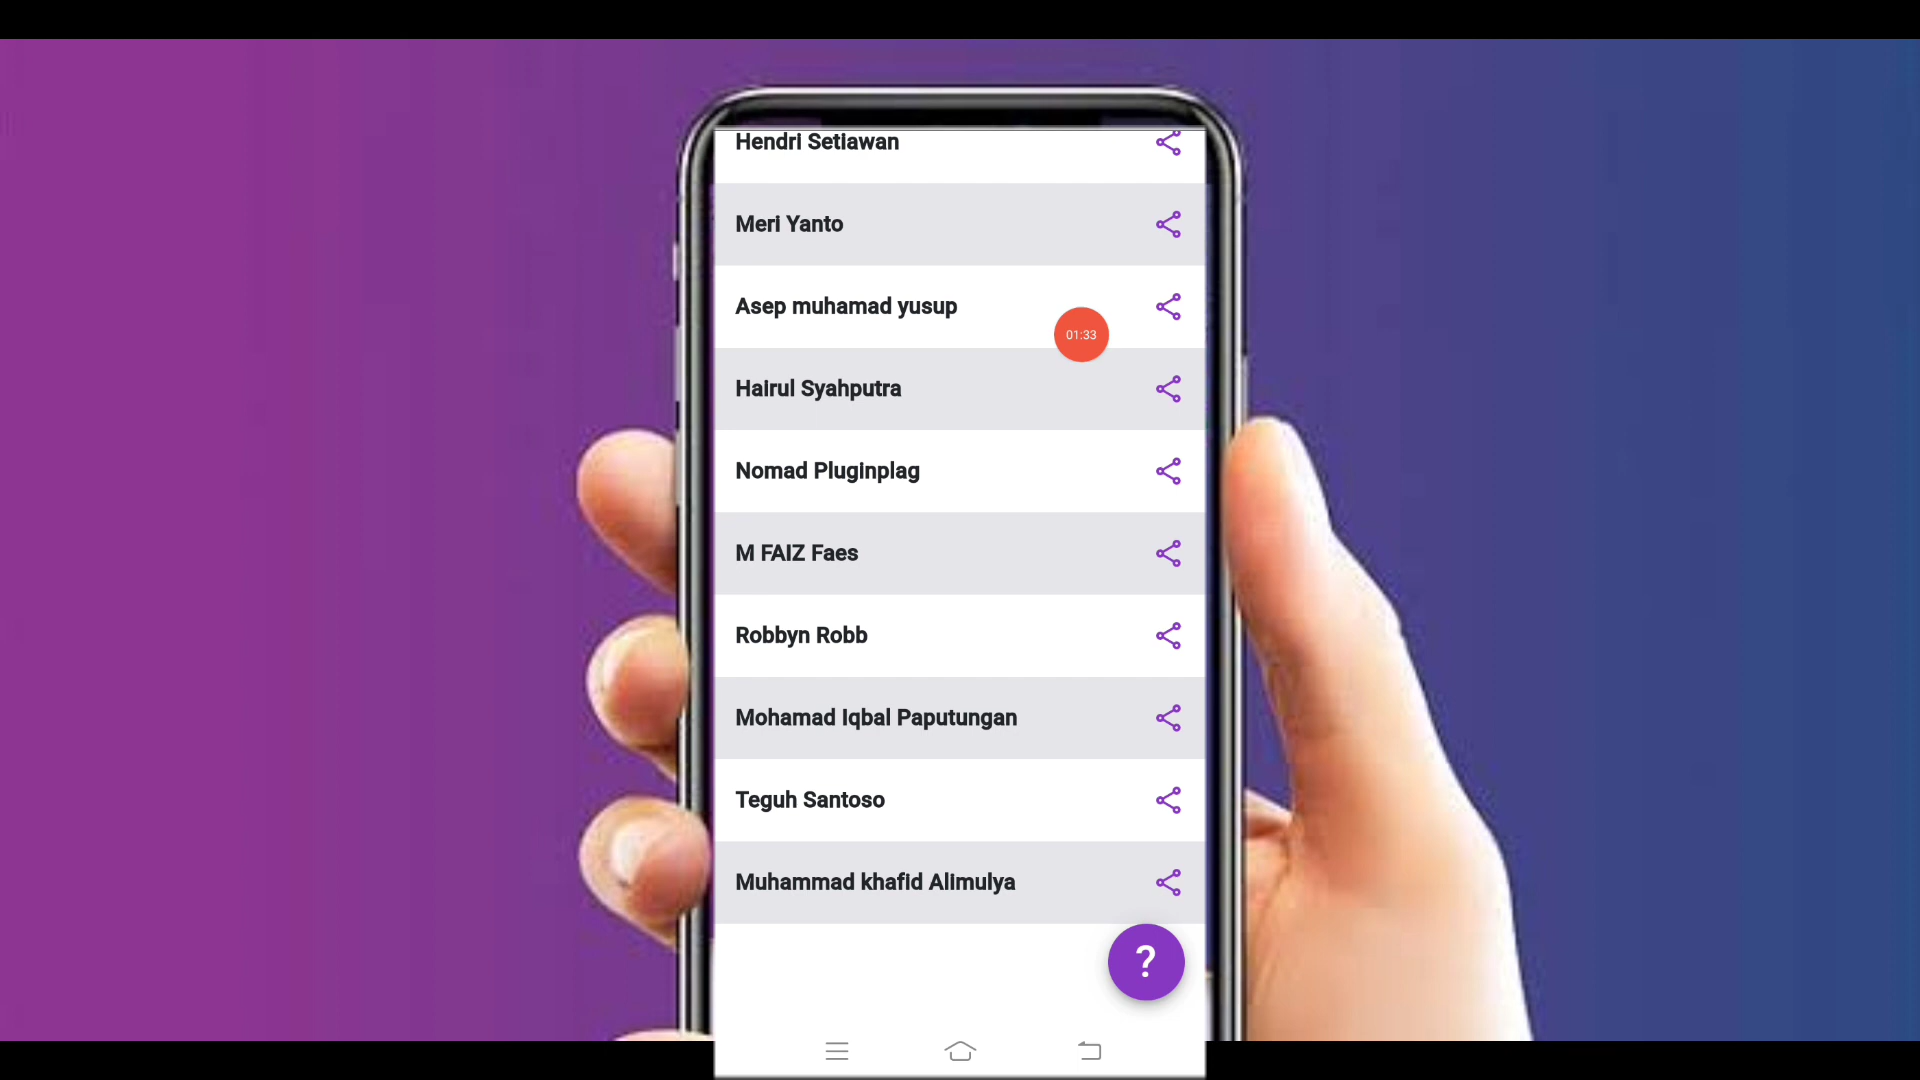 Hendri Setiawan
Meri Yanto
Asep muhamad yusup
01:33
Hairul Syahputra
Nomad Pluginplag
M FAIZ Faes
Robbyn Robb
Mohamad Iqbal Paputungan
Teguh Santoso
Muhammad khafid Alimulya
?